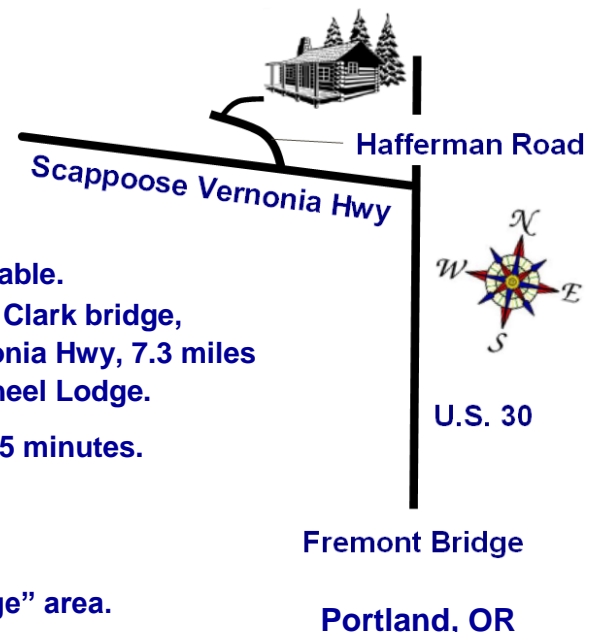 Hafferman Road
Scappoose Vernonia Hwy
N
W
E
S
able.
Clark bridge,
onia Hwy, 7.3 miles
heel Lodge.
U.S. 30
5 minutes.
Fremont Bridge
ge” area.
Portland, OR